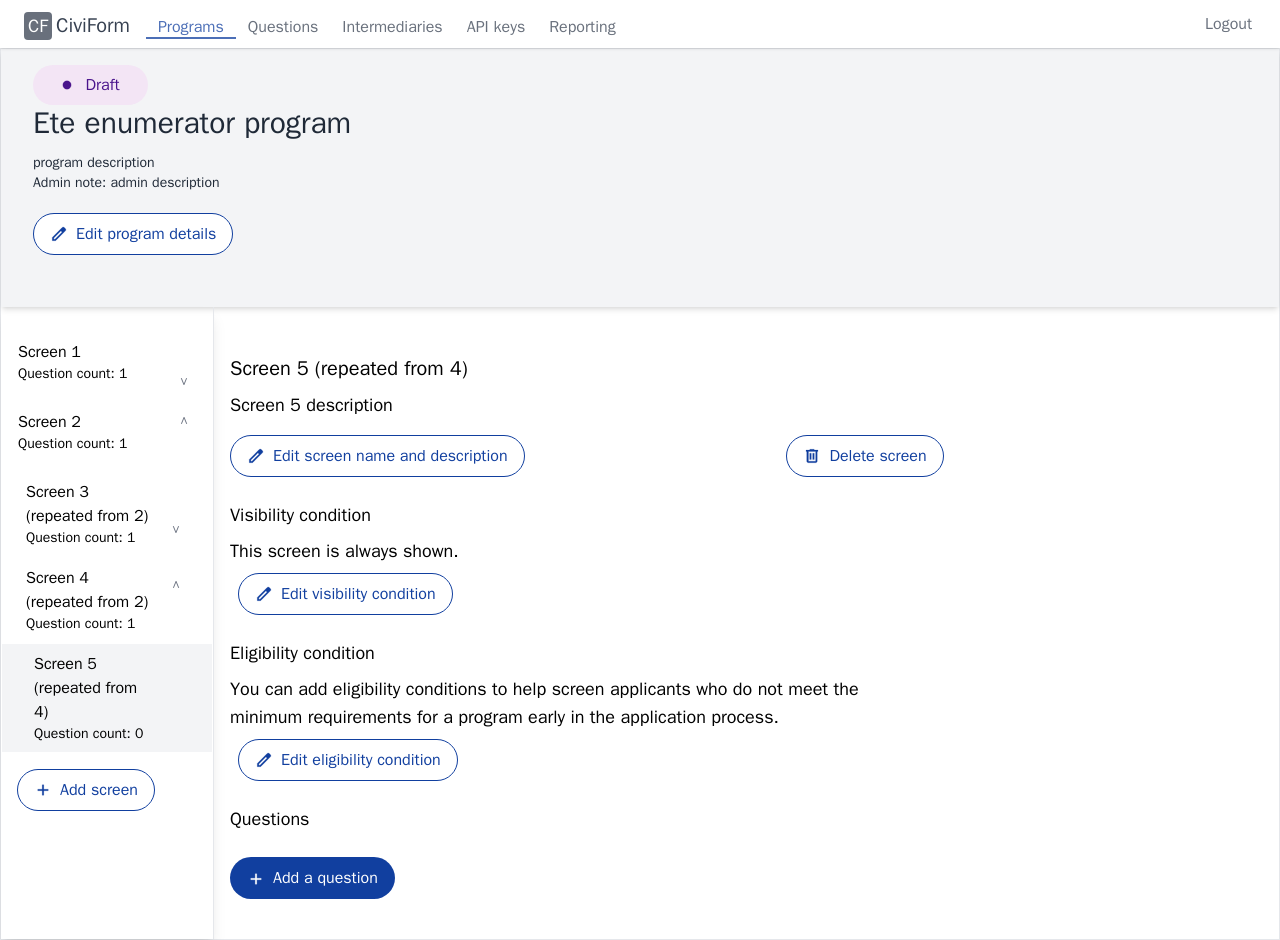 CF CiviForm Programs Questions Intermediaries API keys Reporting Logout
Draft
Ete enumerator program
program description
Admin note: admin description
Edit program details
Screen 1
Question count: 1
Screen 2
Question count: 1
Screen 3
(repeated from 2)
Question count: 1
Screen 4
(repeated from 2)
Question count: 1
Screen 5
(repeated from
4)
Question count: 0
Add screen
Screen 5 (repeated from 4)
Screen 5 description
Edit screen name and description Delete screen
Visibility condition
This screen is always shown.
Edit visibility condition
Eligibility condition
You can add eligibility conditions to help screen applicants who do not meet the
minimum requirements for a program early in the application process.
Edit eligibility condition
Questions
Add a question